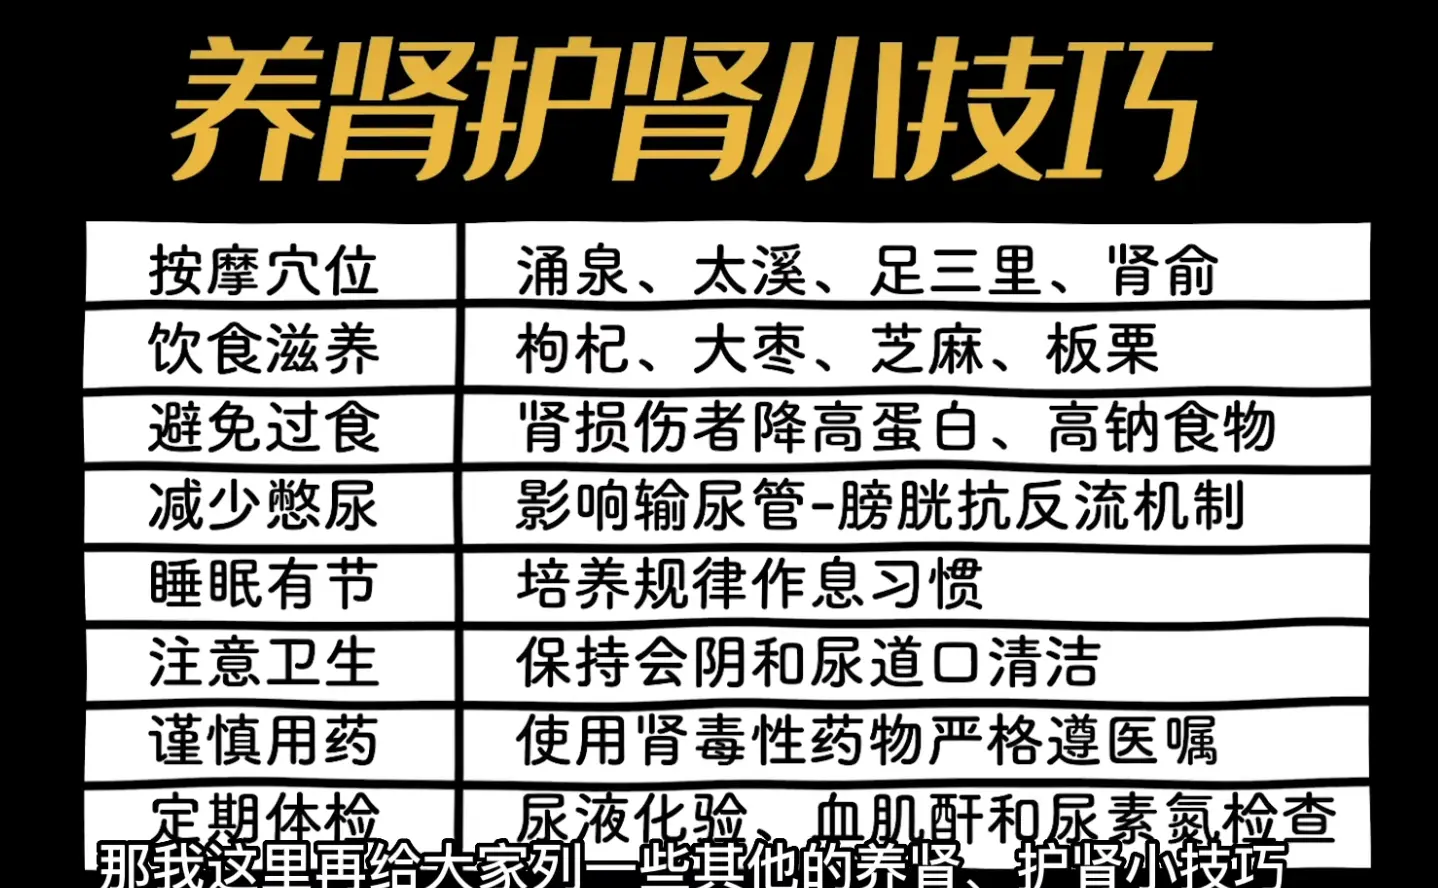 养肾护肾小技巧
按摩穴位 涌泉、太溪、足三里、肾俞
饮食滋养 枸杞、大枣、芝麻、板栗
避免过食 肾损伤者降高蛋白、高钠食物
减少憋尿 影响输尿管-膀胱抗反流机制
睡眠有节 培养规律作息习惯
注意卫生 保持会阴和尿道口清洁
谨慎用药 使用肾毒性药物严格遵医嘱
定期体检 尿液化验、血肌酐和尿素氮检查
那我这里再给大家列一些其他的养肾、护肾小技巧